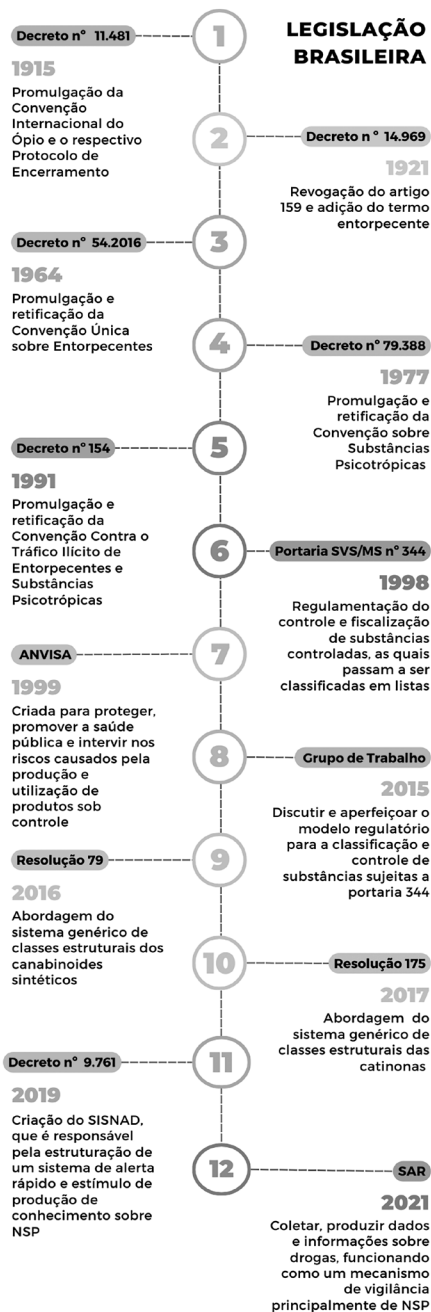 LEGISLAÇÃO
BRASILEIRA
1
Decreto nº 11.481
1915
Promulgação da
Convenção
Internacional do
Ópio e o respectivo
Protocolo de
Encerramento
2
Decreto n º 14.969
1921
Revogação do artigo
159 e adição do termo
entorpecente
3
Decreto nº 54.2016
1964
Promulgação e
retificação da
Convenção Única
sobre Entorpecentes
4
Decreto nº 79.388
1977
Promulgação e
retificação da
Convenção sobre
Substâncias
Psicotrópicas
5
Decreto nº 154
1991
Promulgação e
retificação da
Convenção Contra o
Tráfico Ilícito de
Entorpecentes e
Substâncias
Psicotrópicas
6
Portaria SVS/MS nº 344
1998
Regulamentação do
controle e fiscalização
de substâncias
controladas, as quais
passam a ser
classificadas em listas
7
ANVISA
1999
Criada para proteger,
promover a saúde
pública e intervir nos
riscos causados pela
produção e
utilização de
produtos sob
controle
8
Grupo de Trabalho
2015
Discutir e aperfeiçoar o
modelo regulatório
para a classificação e
controle de
substâncias sujeitas a
portaria 344
9
Resolução 79
2016
Abordagem do
sistema genérico de
classes estruturais dos
canabinoides
sintéticos
10
Resolução 175
2017
Abordagem do
sistema genérico de
classes estruturais das
catinonas
11
Decreto nº 9.761
2019
Criação do SISNAD,
que é responsável
pela estruturação de
um sistema de alerta
rápido e estímulo de
produção de
conhecimento sobre
NSP
12
SAR
2021
Coletar, produzir dados
e informações sobre
drogas, funcionando
como um mecanismo
de vigilância
principalmente de NSP